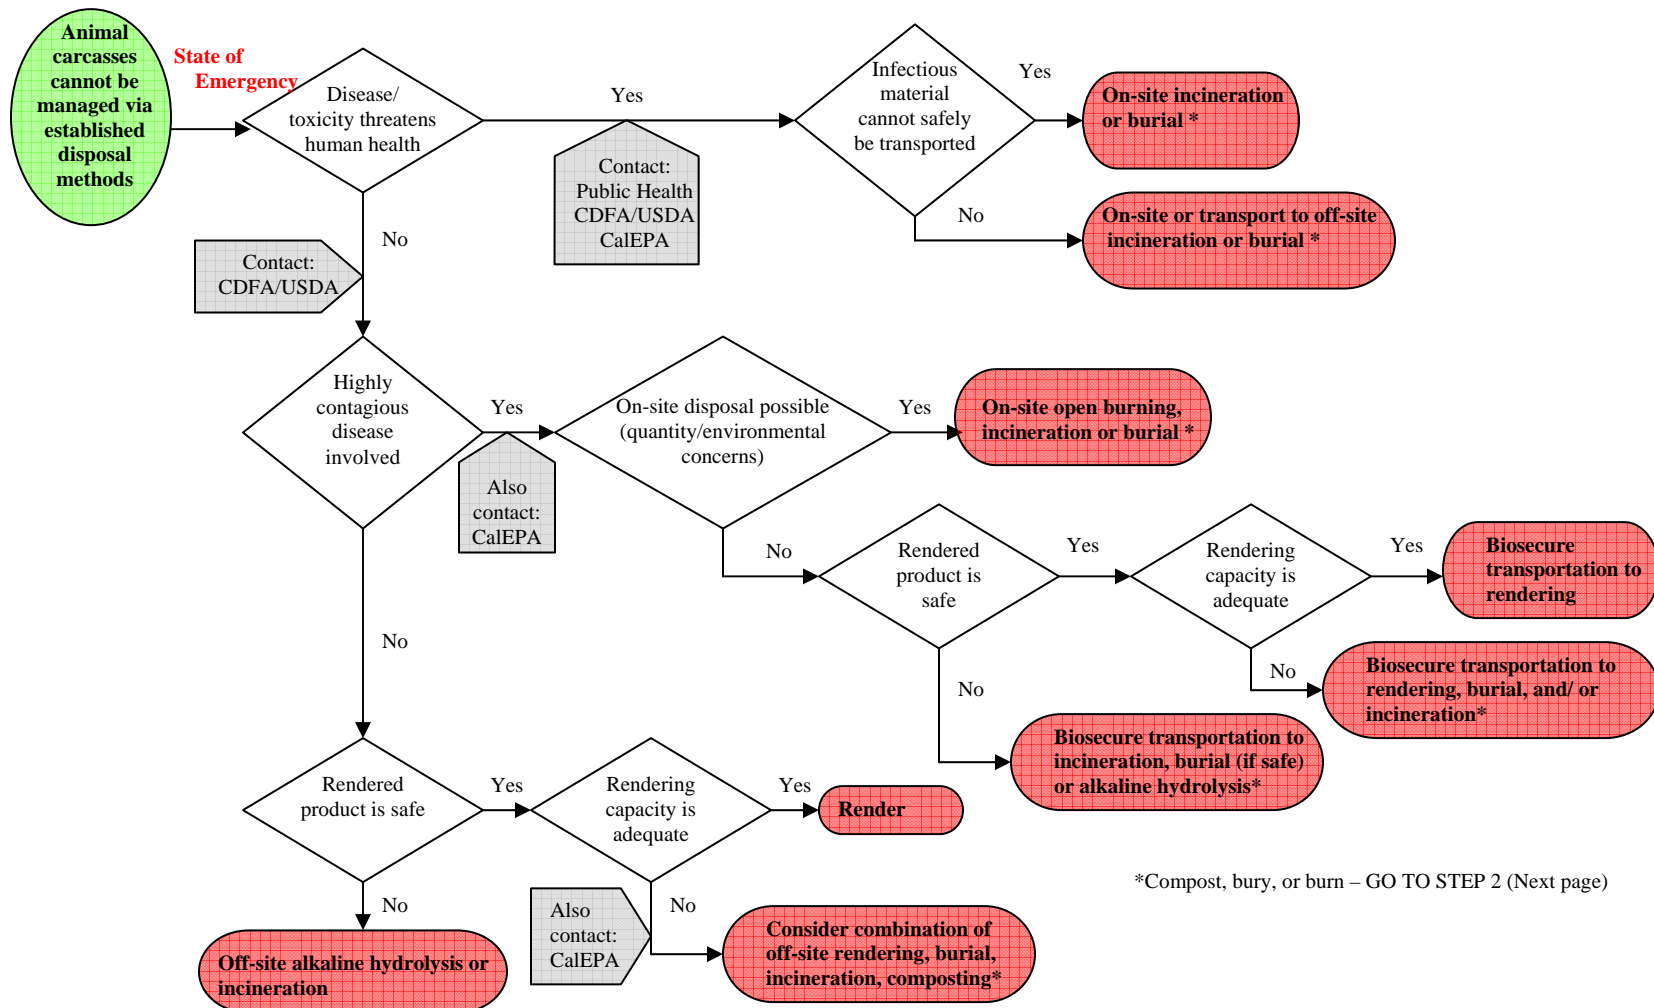 Animal
carcasses
cannot be
managed via
established
disposal
methods
State of
Emergency
Disease/
toxicity threatens
human health
Yes
Contact:
Public Health
CDFA/USDA
CalEPA
Infectious
material
cannot safely
be transported
Yes
On-site incineration
or burial *
No
On-site or transport to off-site
incineration or burial *
No
Contact:
CDFA/USDA
Highly
contagious
disease
involved
Yes
Also
contact:
CalEPA
On-site disposal possible
(quantity/environmental
concerns)
Yes
On-site open burning,
incineration or burial *
No
Rendered
product is
safe
Yes
Rendering
capacity is
adequate
Yes
Biosecure
transportation to
rendering
No
Biosecure transportation to
rendering, burial, and/ or
incineration*
No
Biosecure transportation to
incineration, burial (if safe)
or alkaline hydrolysis*
No
Rendered
product is safe
Yes
Rendering
capacity is
adequate
Yes
Render
No
Off-site alkaline hydrolysis or
incineration
Also
contact:
CalEPA
No
Consider combination of
off-site rendering, burial,
incineration, composting*
*Compost, bury, or burn – GO TO STEP 2 (Next page)